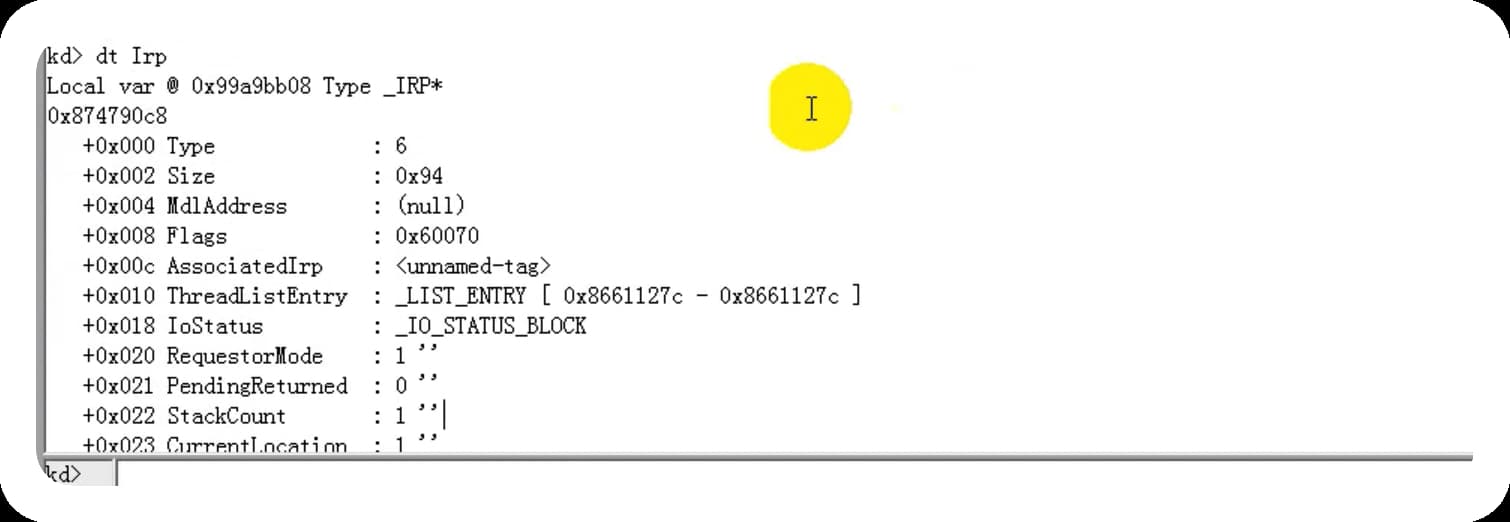 kd> dt Irp
Local var @ 0x99a9bb08 Type _IRP*
0x874790c8
+0x000 Type : 6
+0x002 Size : 0x94
+0x004 MdlAddress : (null)
+0x008 Flags : 0x60070
+0x00c AssociatedIrp : <unnamed-tag>
+0x010 ThreadListEntry : _LIST_ENTRY [ 0x8661127c - 0x8661127c ]
+0x018 IoStatus : _IO_STATUS_BLOCK
+0x020 RequestorMode : 1 ''
+0x021 PendingReturned : 0 ''
+0x022 StackCount : 1 ''
+0x023 CurrentLocation : 1 ''
kd>